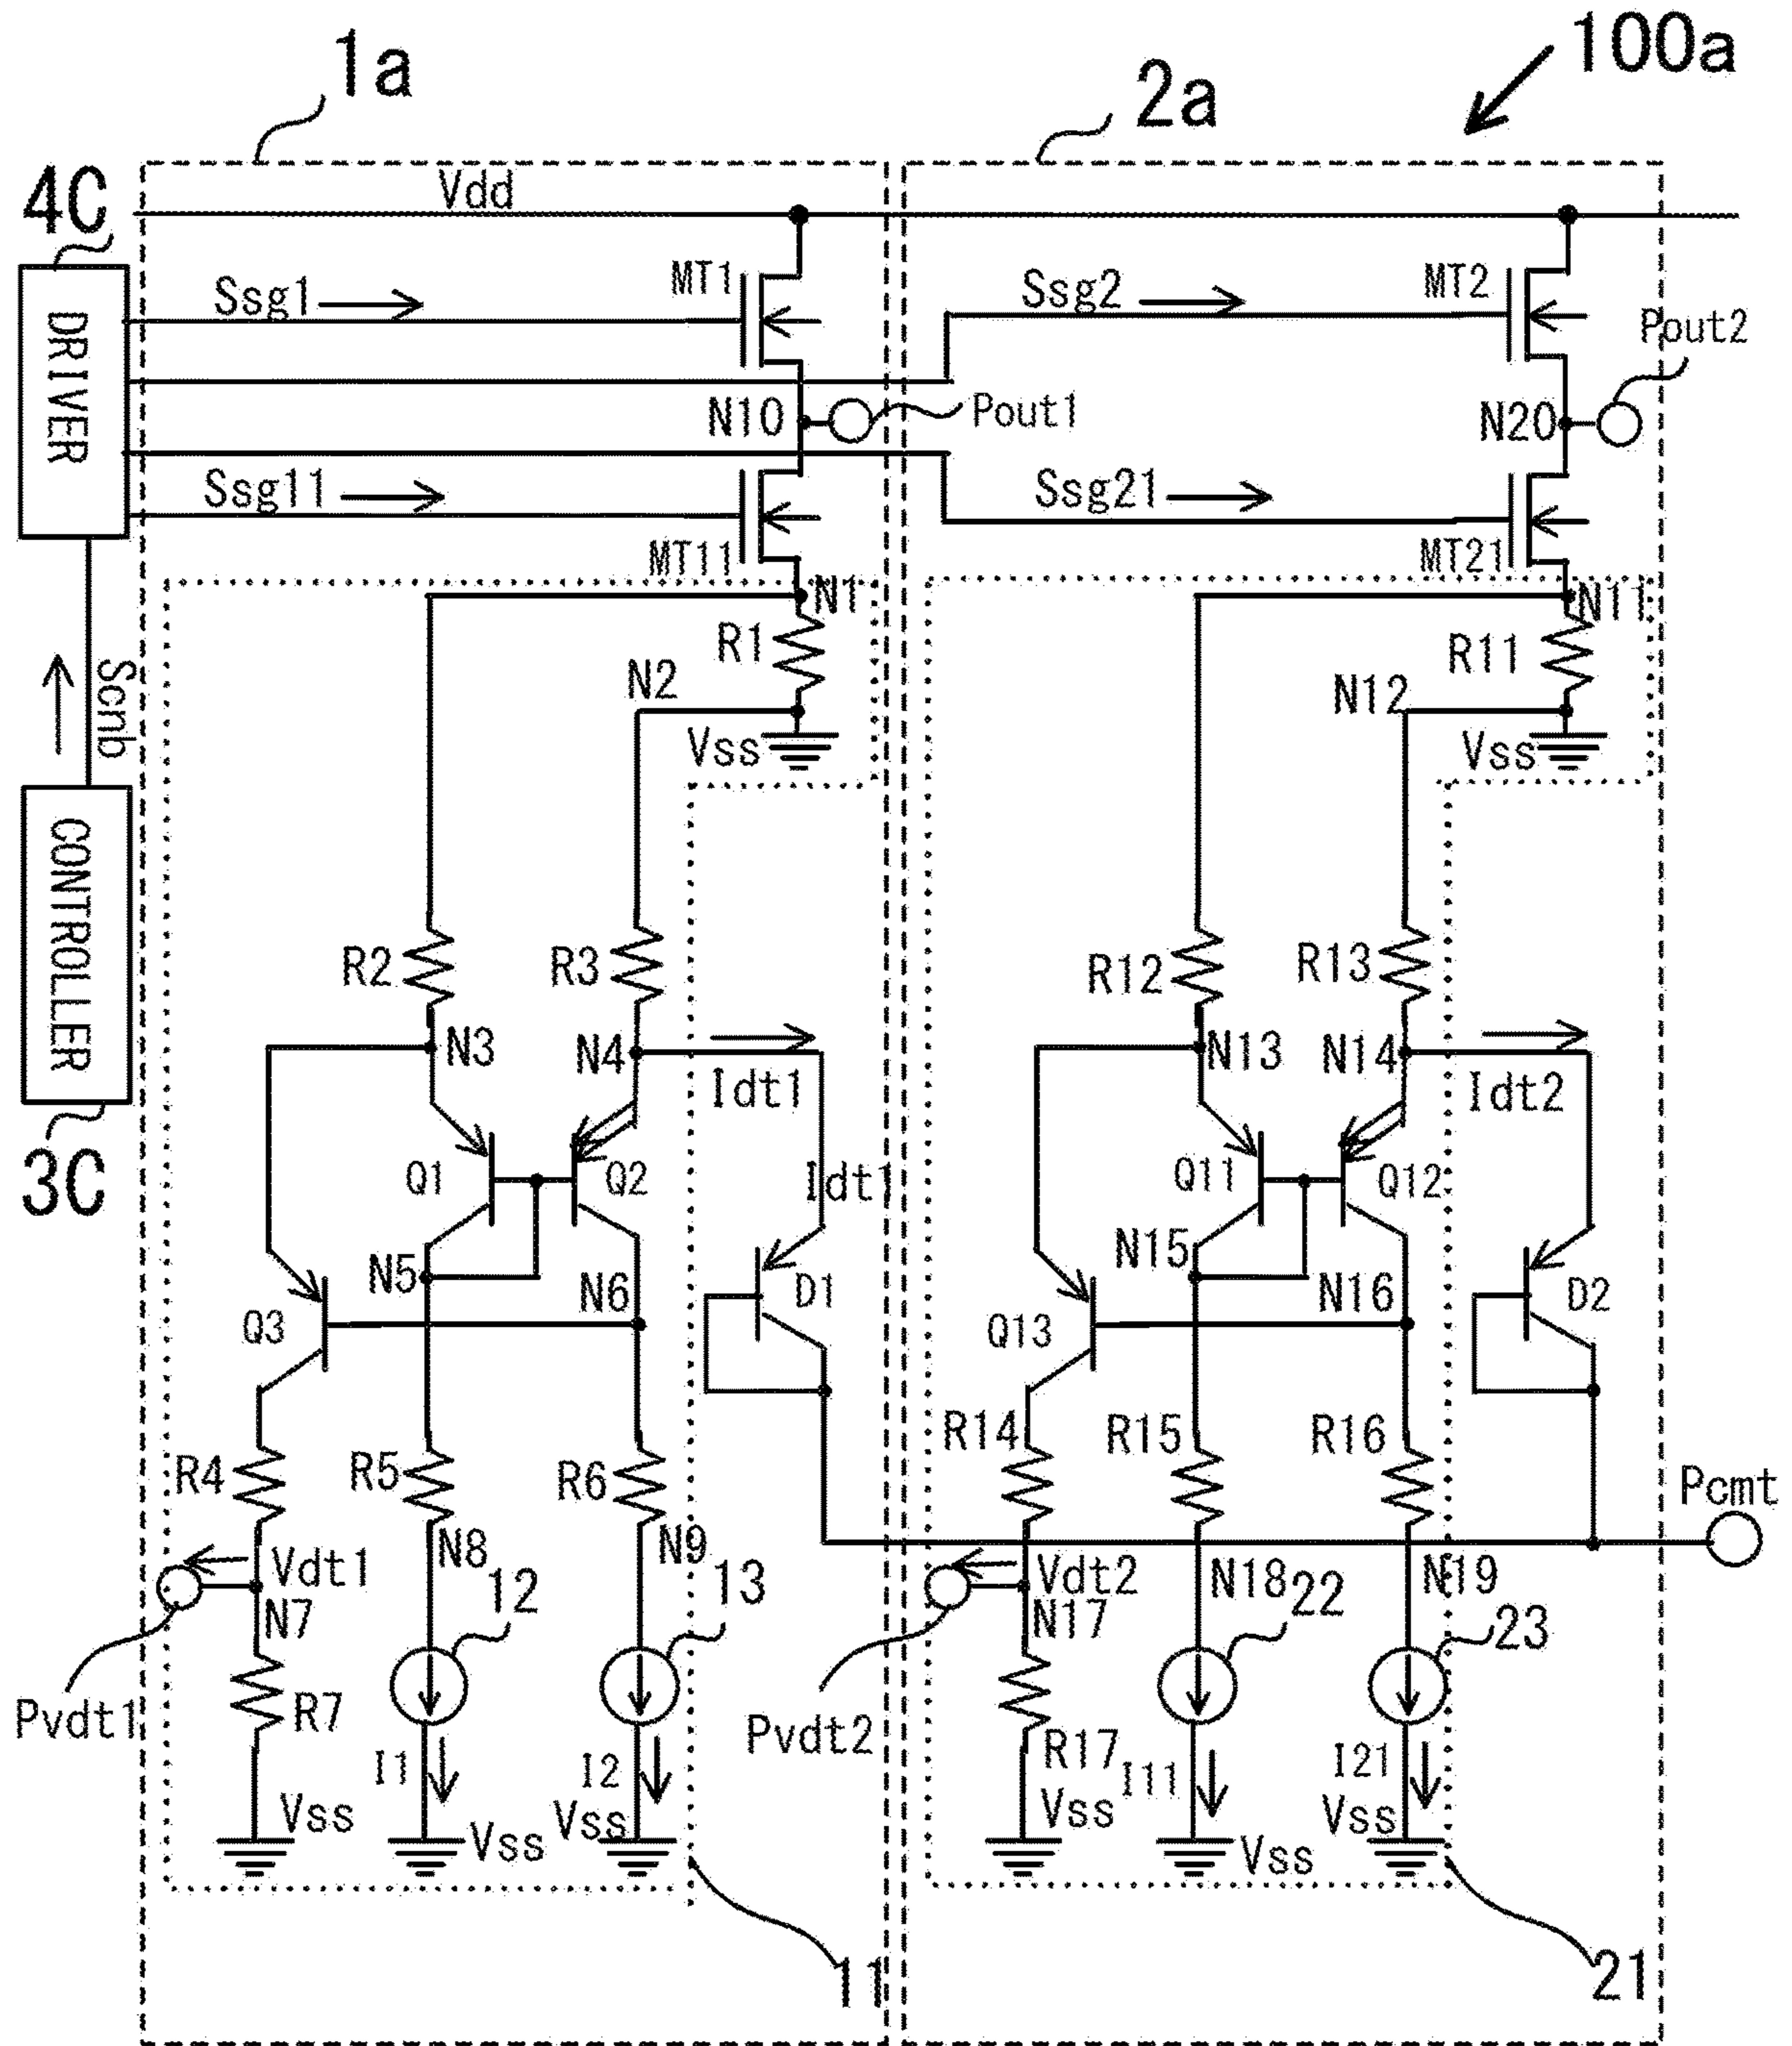 100a
1a
2a
4C
Vdd
MT1
MT2
Ssg1
Ssg2
Pout2
DRIVER
N10
Pout1
N20
Ssg11
Ssg21
MT11
MT21
N1
N11
R1
R11
N2
N12
Scnb
Vss
Vss
CONTROLLER
R2
R3
R12
R13
N3
N4
N13
N14
Idt1
Idt2
3C
Q1
Q2
Idt1
Q11
Q12
N5
N6
N15
N16
Q3
D1
Q13
D2
R4
R5
R6
R14
R15
R16
Pcmt
Vdt1
N8
N9
Vdt2
N18
N19
N7
12
13
N17
22
23
Pvdt1
R7
Pvdt2
R17
I1
I2
I11
I21
Vss
Vss
Vss
Vss
Vss
Vss
11
21